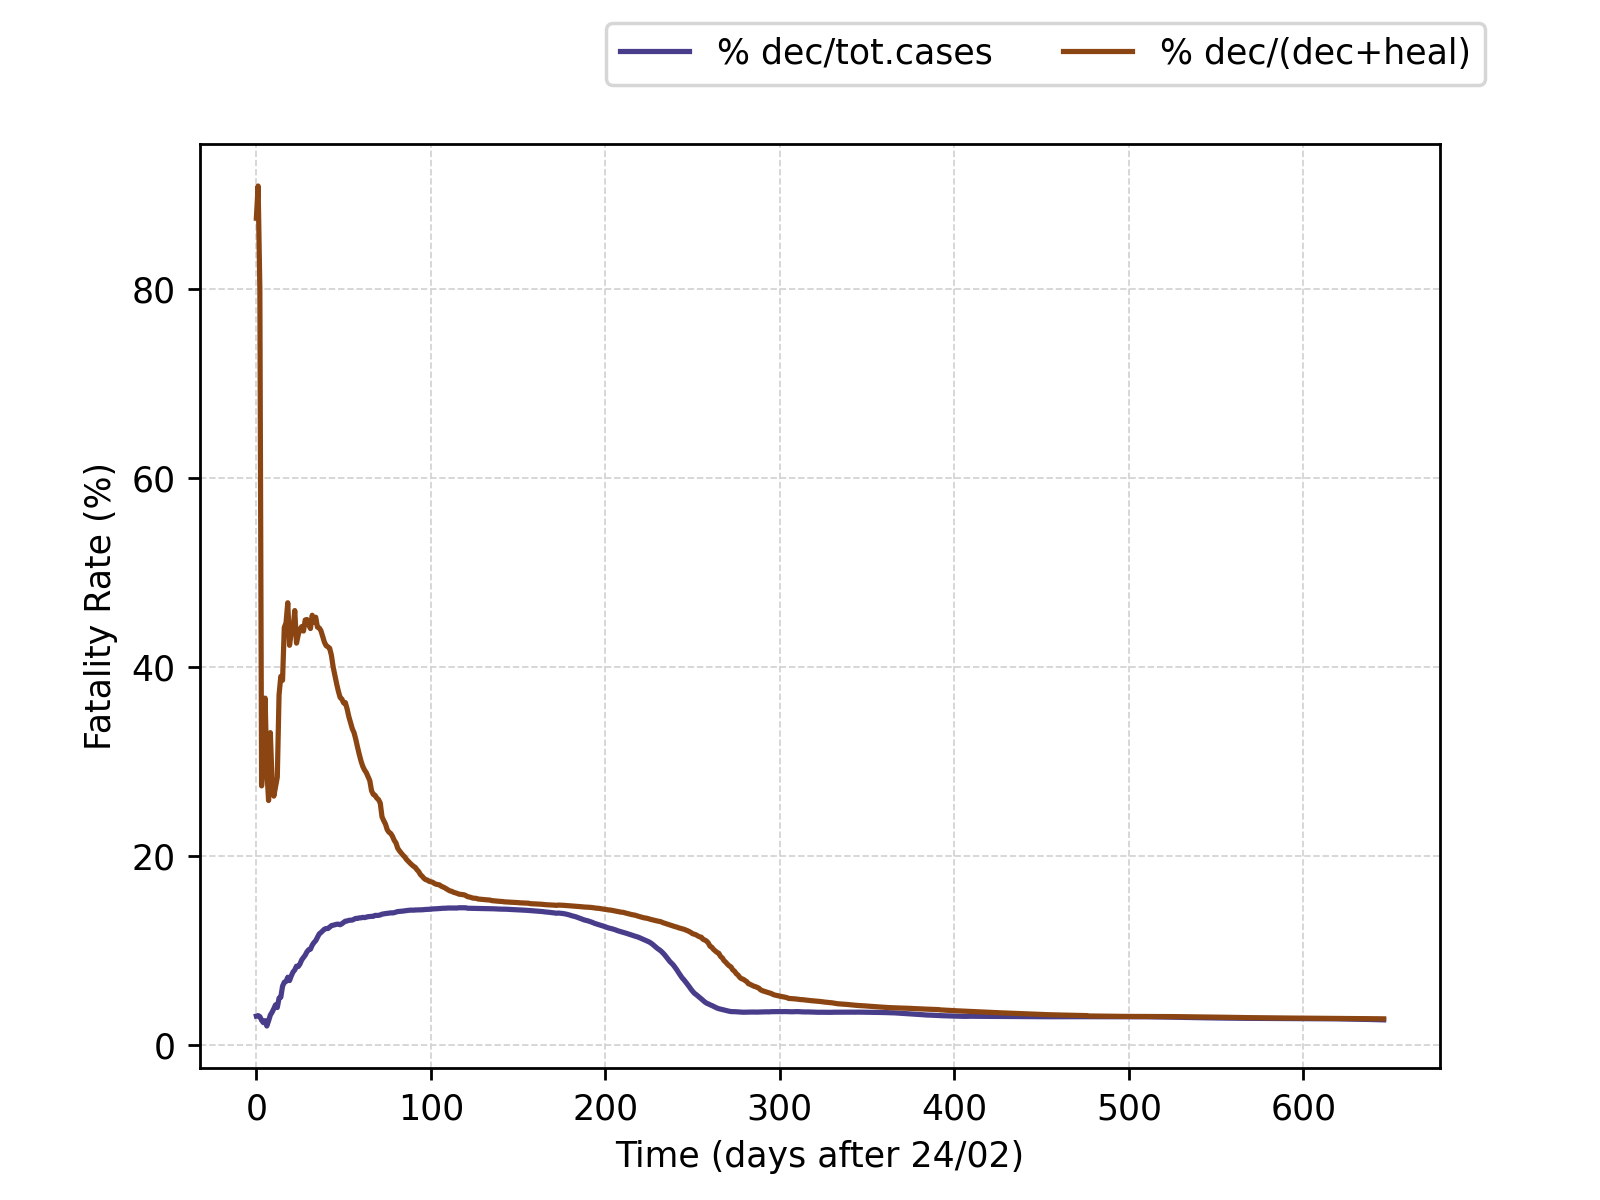 % dec/tot.cases % dec/(dec+heal)
Fatality Rate (%)
80
60
40
20
0
0 100 200 300 400 500 600
Time (days after 24/02)